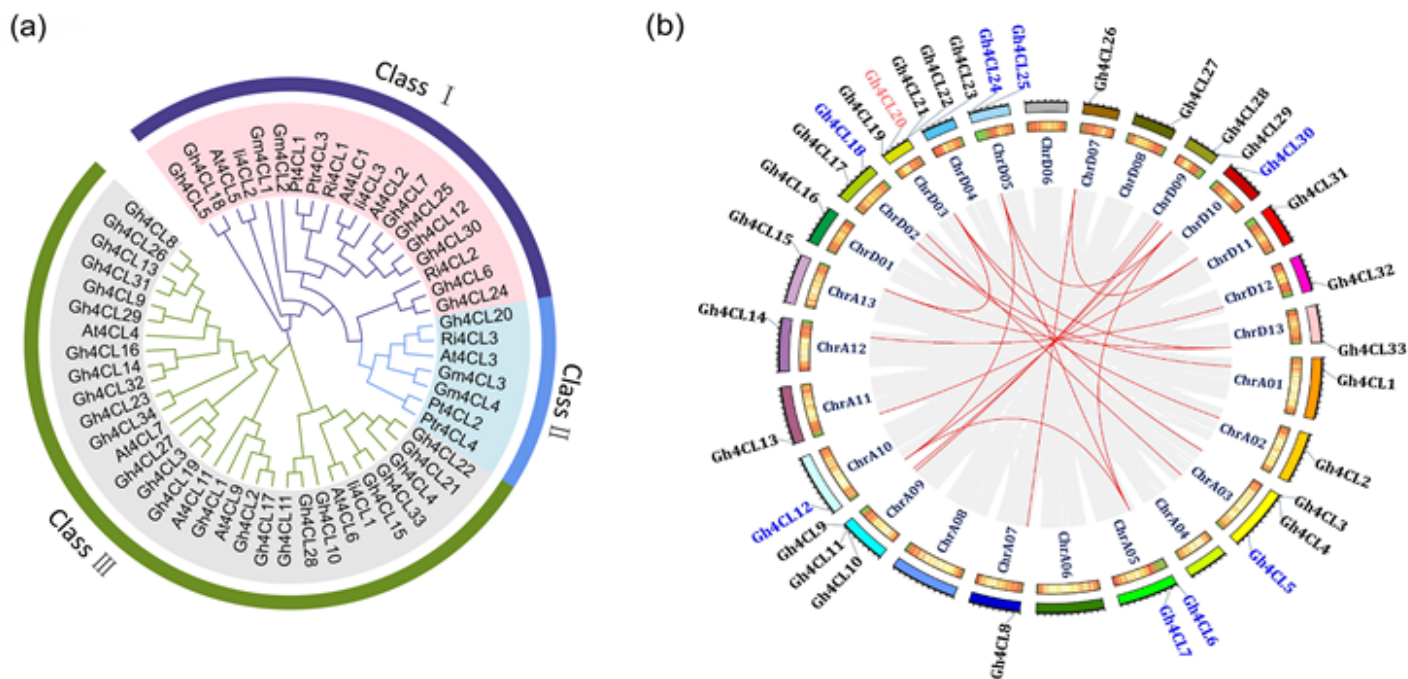 (a)
Class I
Gh4CL5
Gh4CL18
At4CL5
Ii4CL2
Gm4CL1
Gm4CL2
Pt4CL1
Ptr4CL3
Ri4CL1
At4LC1
Ii4CL3
At4CL2
Gh4CL7
Gh4CL25
Gh4CL12
Gh4CL30
Ri4CL2
Gh4CL6
Gh4CL24
Class II
Gh4CL20
Ri4CL3
At4CL3
Gm4CL3
Gm4CL4
Pt4CL2
Ptr4CL4
Gh4CL22
Gh4CL21
Gh4CL4
Gh4CL33
Gh4CL15
Ii4CL1
At4CL6
Gh4CL10
Gh4CL28
Gh4CL11
Gh4CL17
Gh4CL2
At4CL9
Gh4CL1
At4CL11
Gh4CL19
Gh4CL3
Gh4CL27
At4CL7
Gh4CL34
Gh4CL23
Gh4CL32
Gh4CL14
Gh4CL16
At4CL4
Gh4CL29
Gh4CL9
Gh4CL31
Gh4CL13
Gh4CL26
Gh4CL8
Class III
(b)
Gh4CL26
Gh4CL27
Gh4CL28
Gh4CL29
Gh4CL30
Gh4CL31
Gh4CL32
Gh4CL33
Gh4CL1
Gh4CL2
Gh4CL3
Gh4CL4
Gh4CL5
Gh4CL6
Gh4CL7
Gh4CL8
Gh4CL10
Gh4CL11
Gh4CL9
Gh4CL12
Gh4CL13
Gh4CL14
Gh4CL15
Gh4CL16
Gh4CL17
Gh4CL18
Gh4CL19
Gh4CL20
Gh4CL21
Gh4CL22
Gh4CL23
Gh4CL24
Gh4CL25
ChrD06
ChrD07
ChrD08
ChrD09
ChrD10
ChrD11
ChrD12
ChrD13
ChrA01
ChrA02
ChrA03
ChrA04
ChrA05
ChrA06
ChrA07
ChrA08
ChrA09
ChrA10
ChrA11
ChrA12
ChrA13
ChrD01
ChrD02
ChrD03
ChrD04
ChrD05